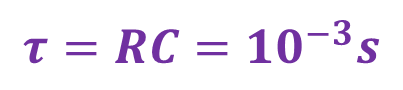 τ = RC = 10⁻³s